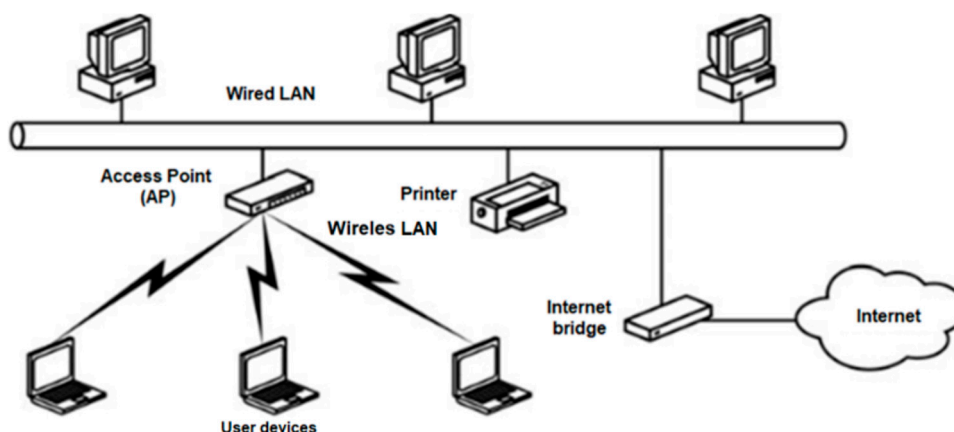 Wired LAN
Access Point
(AP)
Printer
Wireles LAN
Internet
bridge
Internet
User devices